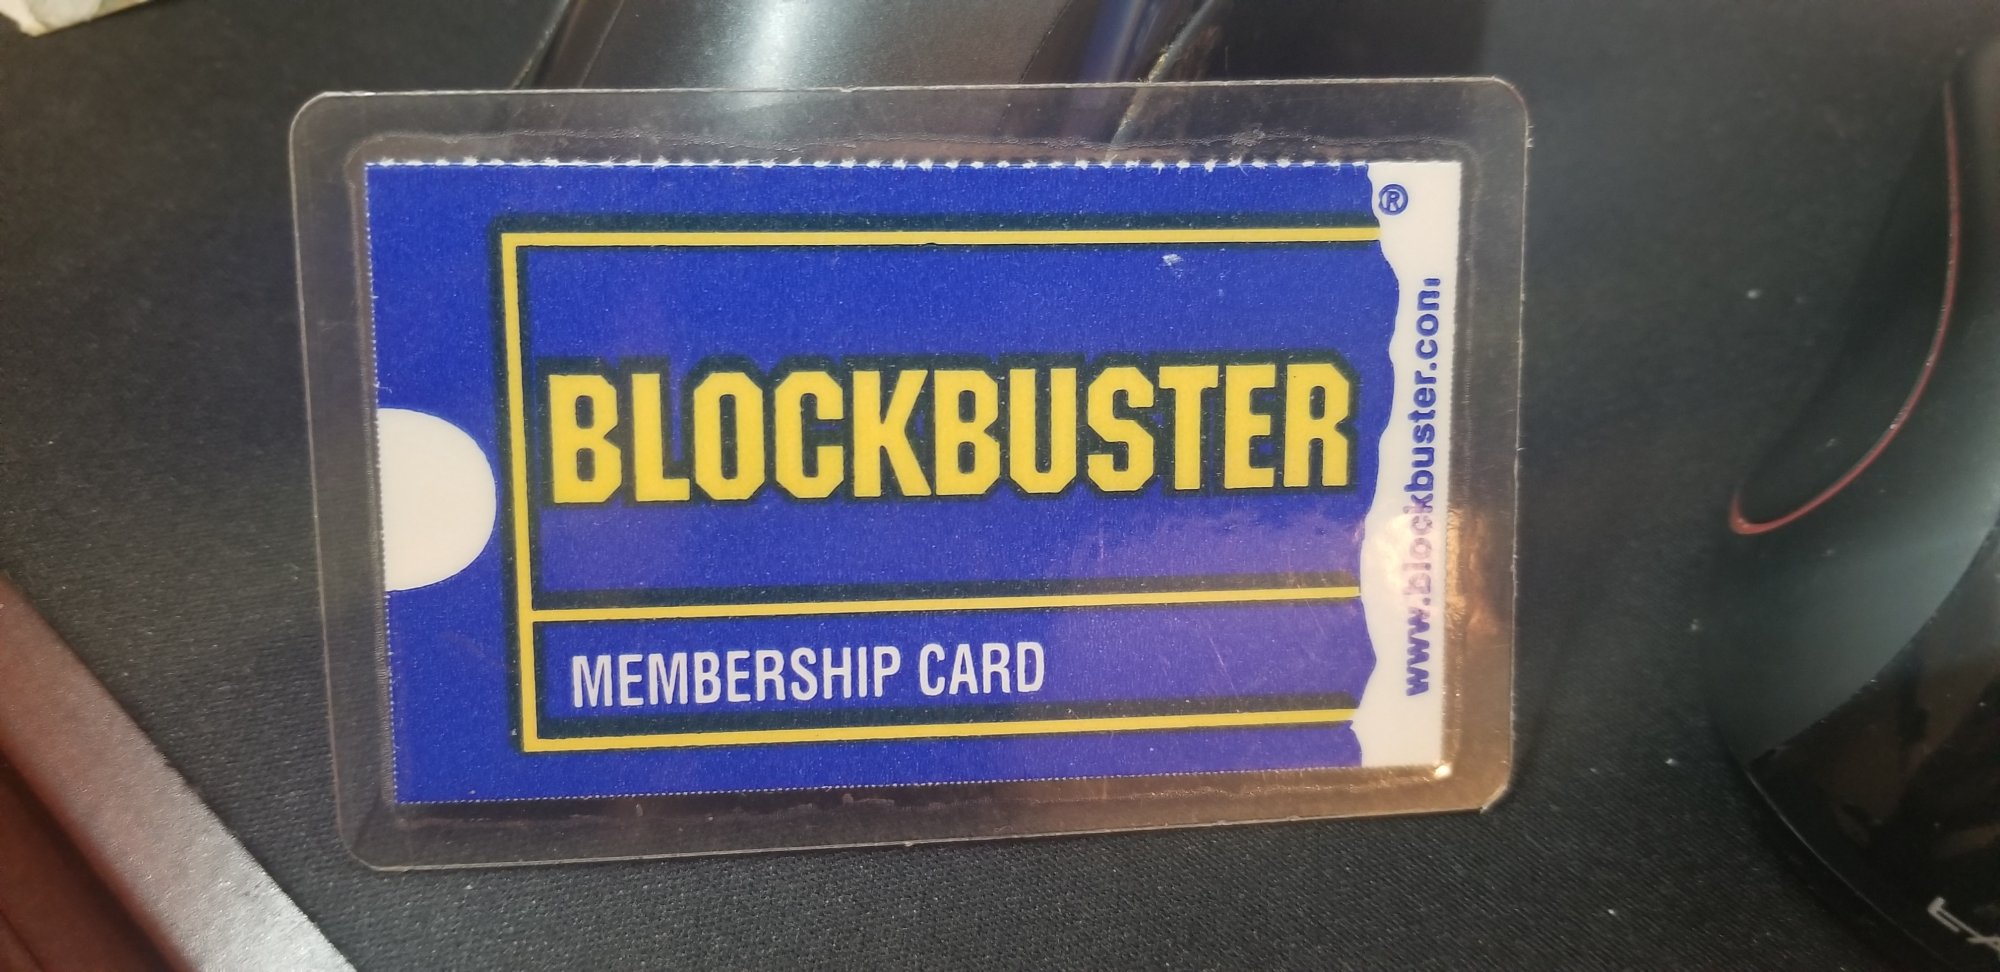 ®
BLOCKBUSTER
MEMBERSHIP CARD
www.blockbuster.com